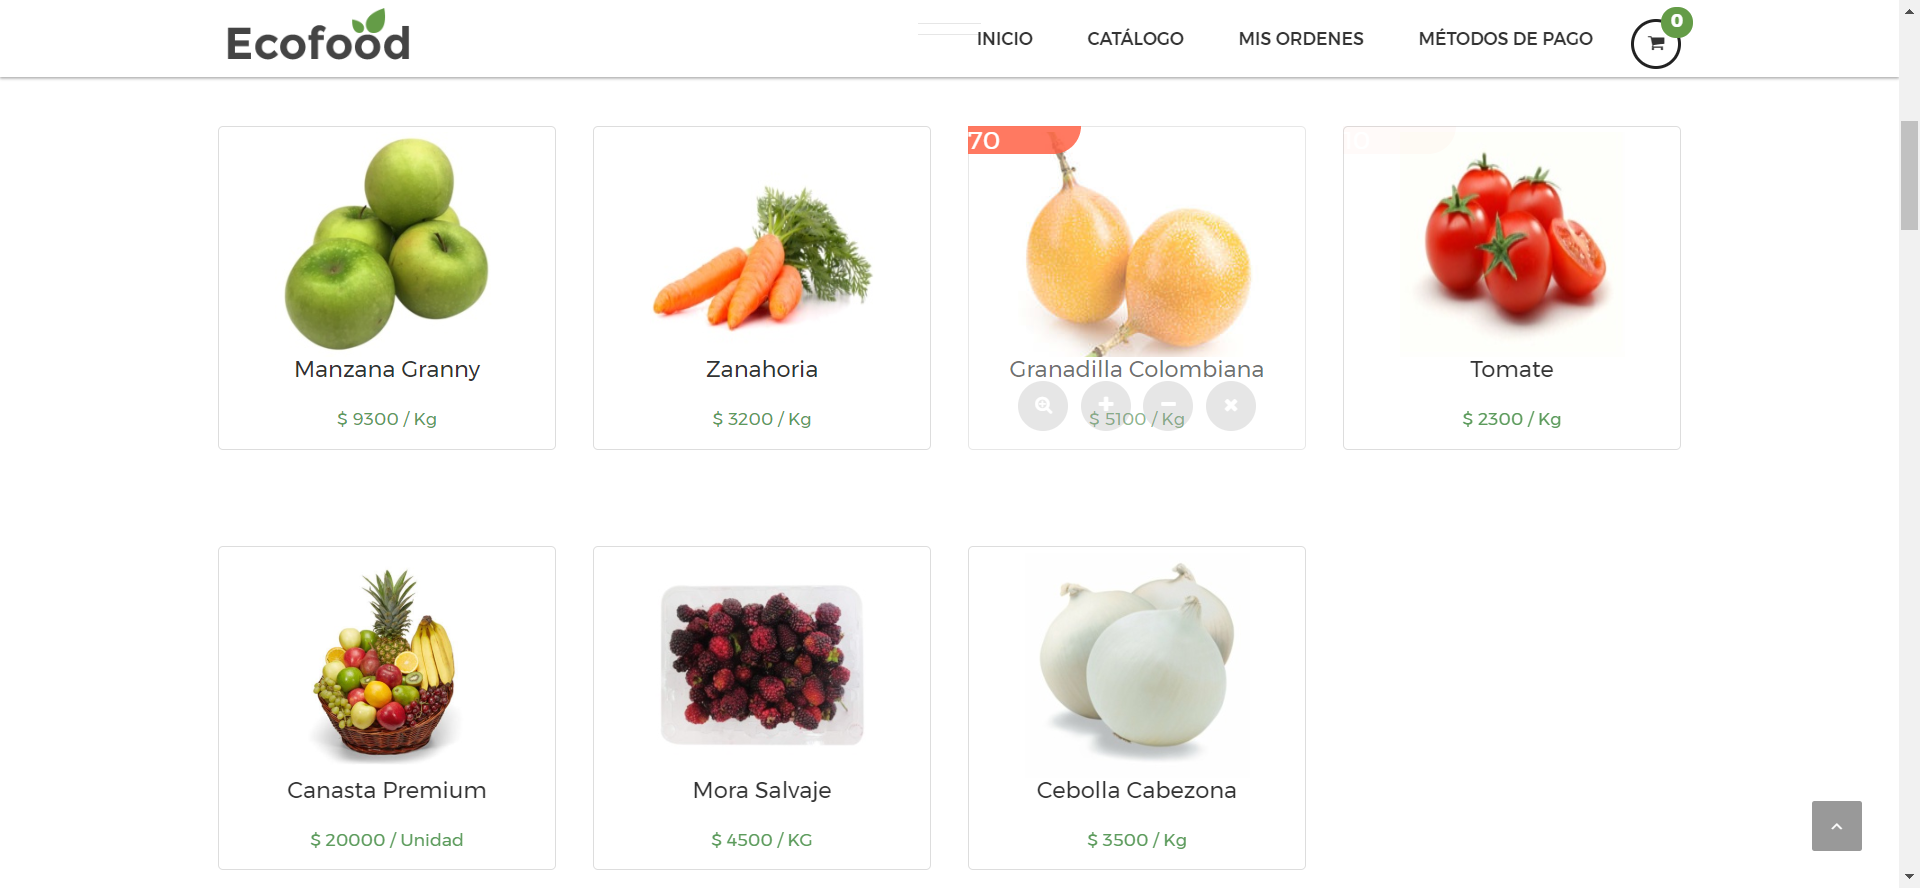 Ecofood
INICIO CATÁLOGO MIS ORDENES MÉTODOS DE PAGO 0
70
10
Manzana Granny
$ 9300 / Kg
Zanahoria
$ 3200 / Kg
Granadilla Colombiana
$ 5100 / Kg
Tomate
$ 2300 / Kg
Canasta Premium
$ 20000 / Unidad
Mora Salvaje
$ 4500 / KG
Cebolla Cabezona
$ 3500 / Kg